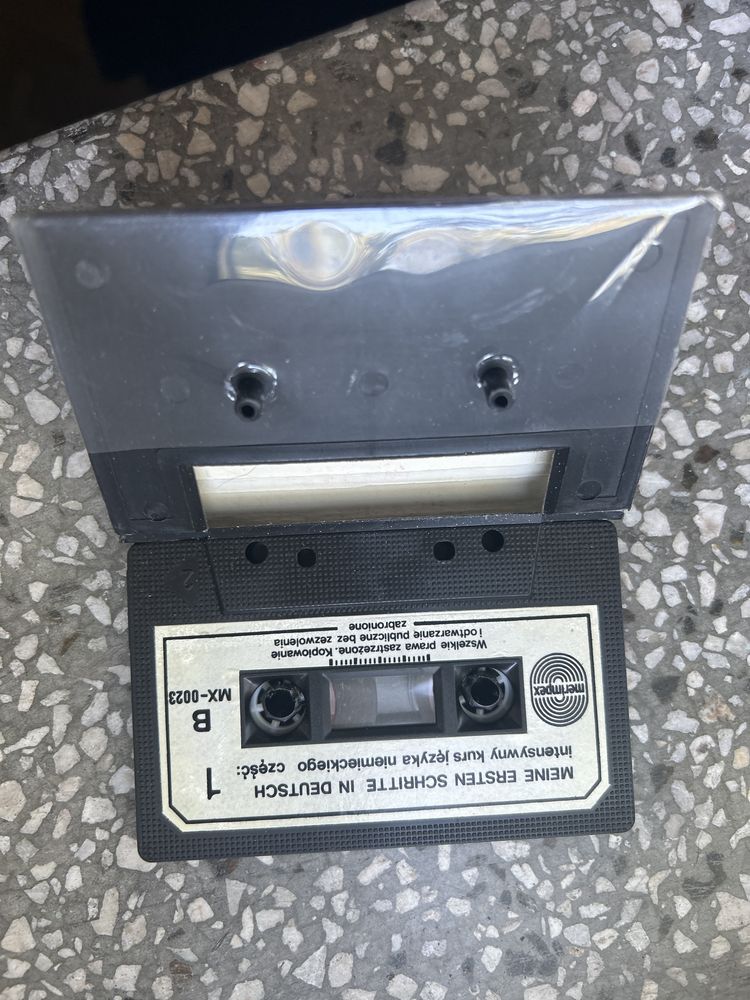 MEINE ERSTEN SCHRITTE IN DEUTSCH
intensywny kurs języka niemieckiego część: 1
merimpex
B
MX-0023
Wszelkie prawa zastrzeżone. Kopiowanie
i odtwarzanie publiczne bez zezwolenia
zabronione